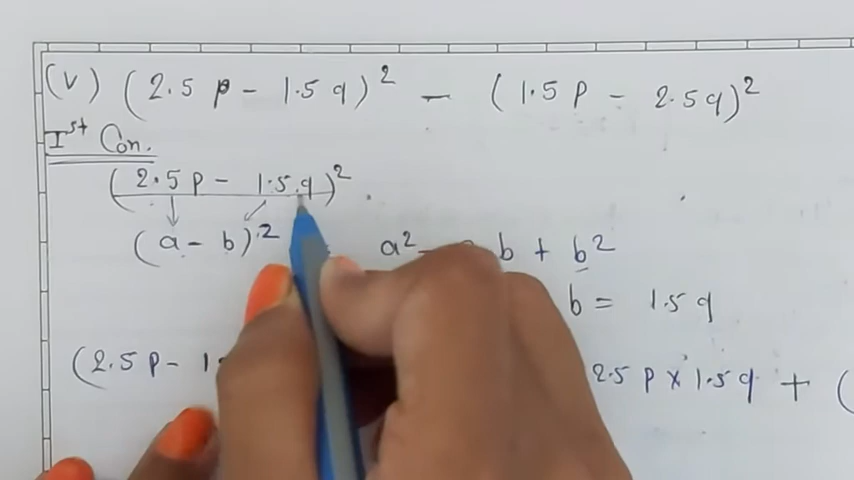 (V) (2.5 p - 1.5 q)² - (1.5 p - 2.5 q)²
Iˢᵗ Con.
(2.5 p - 1.5 q)².
(a - b)² a² - b + b²
b = 1.5 q
(2.5 p - 1 2.5 p × 1.5 q + (